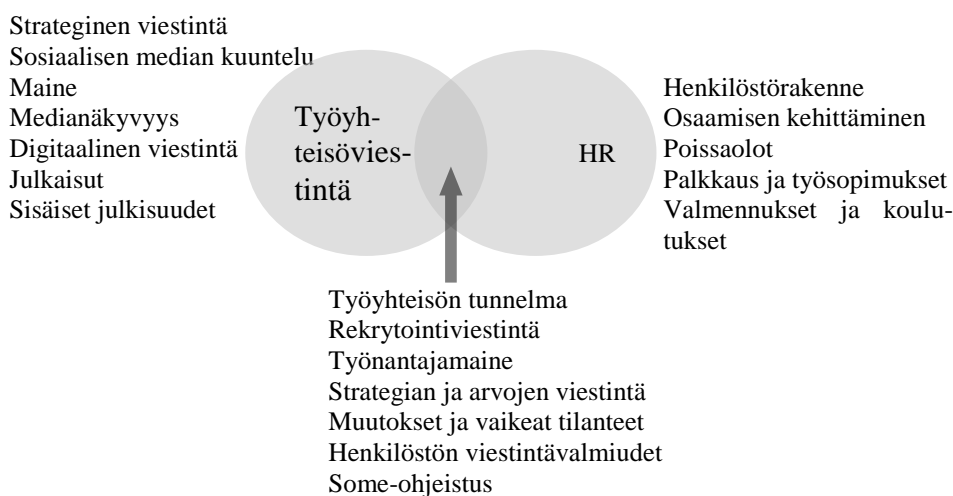 Strateginen viestintä
Sosiaalisen median kuuntelu
Maine
Medianäkyvyys
Digitaalinen viestintä
Julkaisut
Sisäiset julkisuudet
Työyh-
teisövies-
tintä
HR
Henkilöstörakenne
Osaamisen kehittäminen
Poissaolot
Palkkaus ja työsopimukset
Valmennukset ja koulu-
tukset
Työyhteisön tunnelma
Rekrytointiviestintä
Työnantajamaine
Strategian ja arvojen viestintä
Muutokset ja vaikeat tilanteet
Henkilöstön viestintävalmiudet
Some-ohjeistus